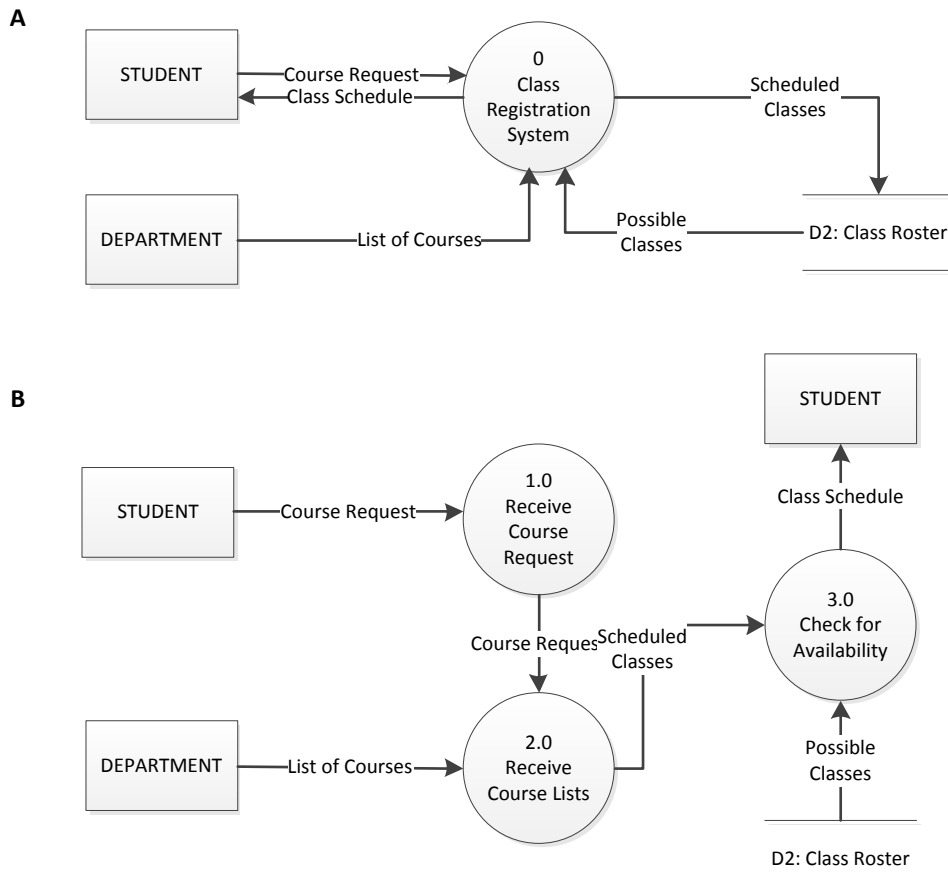 A
STUDENT
Course Request
Class Schedule
0
Class
Registration
System
Scheduled
Classes
DEPARTMENT
List of Courses
Possible
Classes
D2: Class Roster
B
STUDENT
STUDENT
Course Request
1.0
Receive
Course
Request
Class Schedule
Course Reques
Scheduled
Classes
3.0
Check for
Availability
DEPARTMENT
List of Courses
2.0
Receive
Course Lists
Possible
Classes
D2: Class Roster